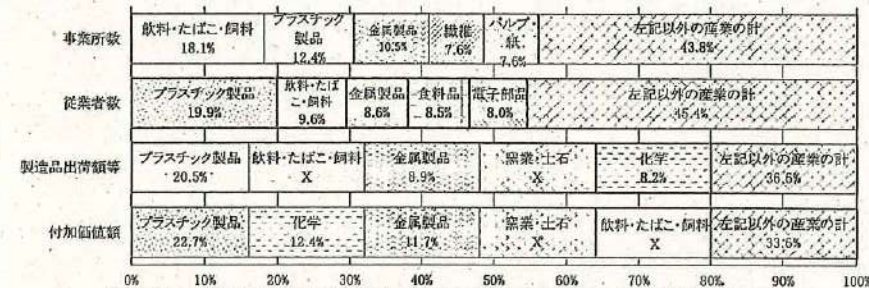 事業所数
飲料・たばこ・飼料
18.1%
プラスチック
製品
12.4%
金属製品
10.5%
繊維
7.6%
パルプ・
紙
7.6%
左記以外の産業の計
43.8%
従業者数
プラスチック製品
19.9%
飲料・たば
こ・飼料
9.6%
金属製品
8.6%
食料品
8.5%
電子部品
8.0%
左記以外の産業の計
45.4%
製造品出荷額等
プラスチック製品
20.5%
飲料・たばこ・飼料
X
金属製品
8.9%
窯業・土石
X
化学
8.2%
左記以外の産業の計
36.6%
付加価値額
プラスチック製品
22.7%
化学
12.4%
金属製品
11.7%
窯業・土石
X
飲料・たばこ・飼料
X
左記以外の産業の計
33.6%
0% 10% 20% 30% 40% 50% 60% 70% 80% 90% 100%